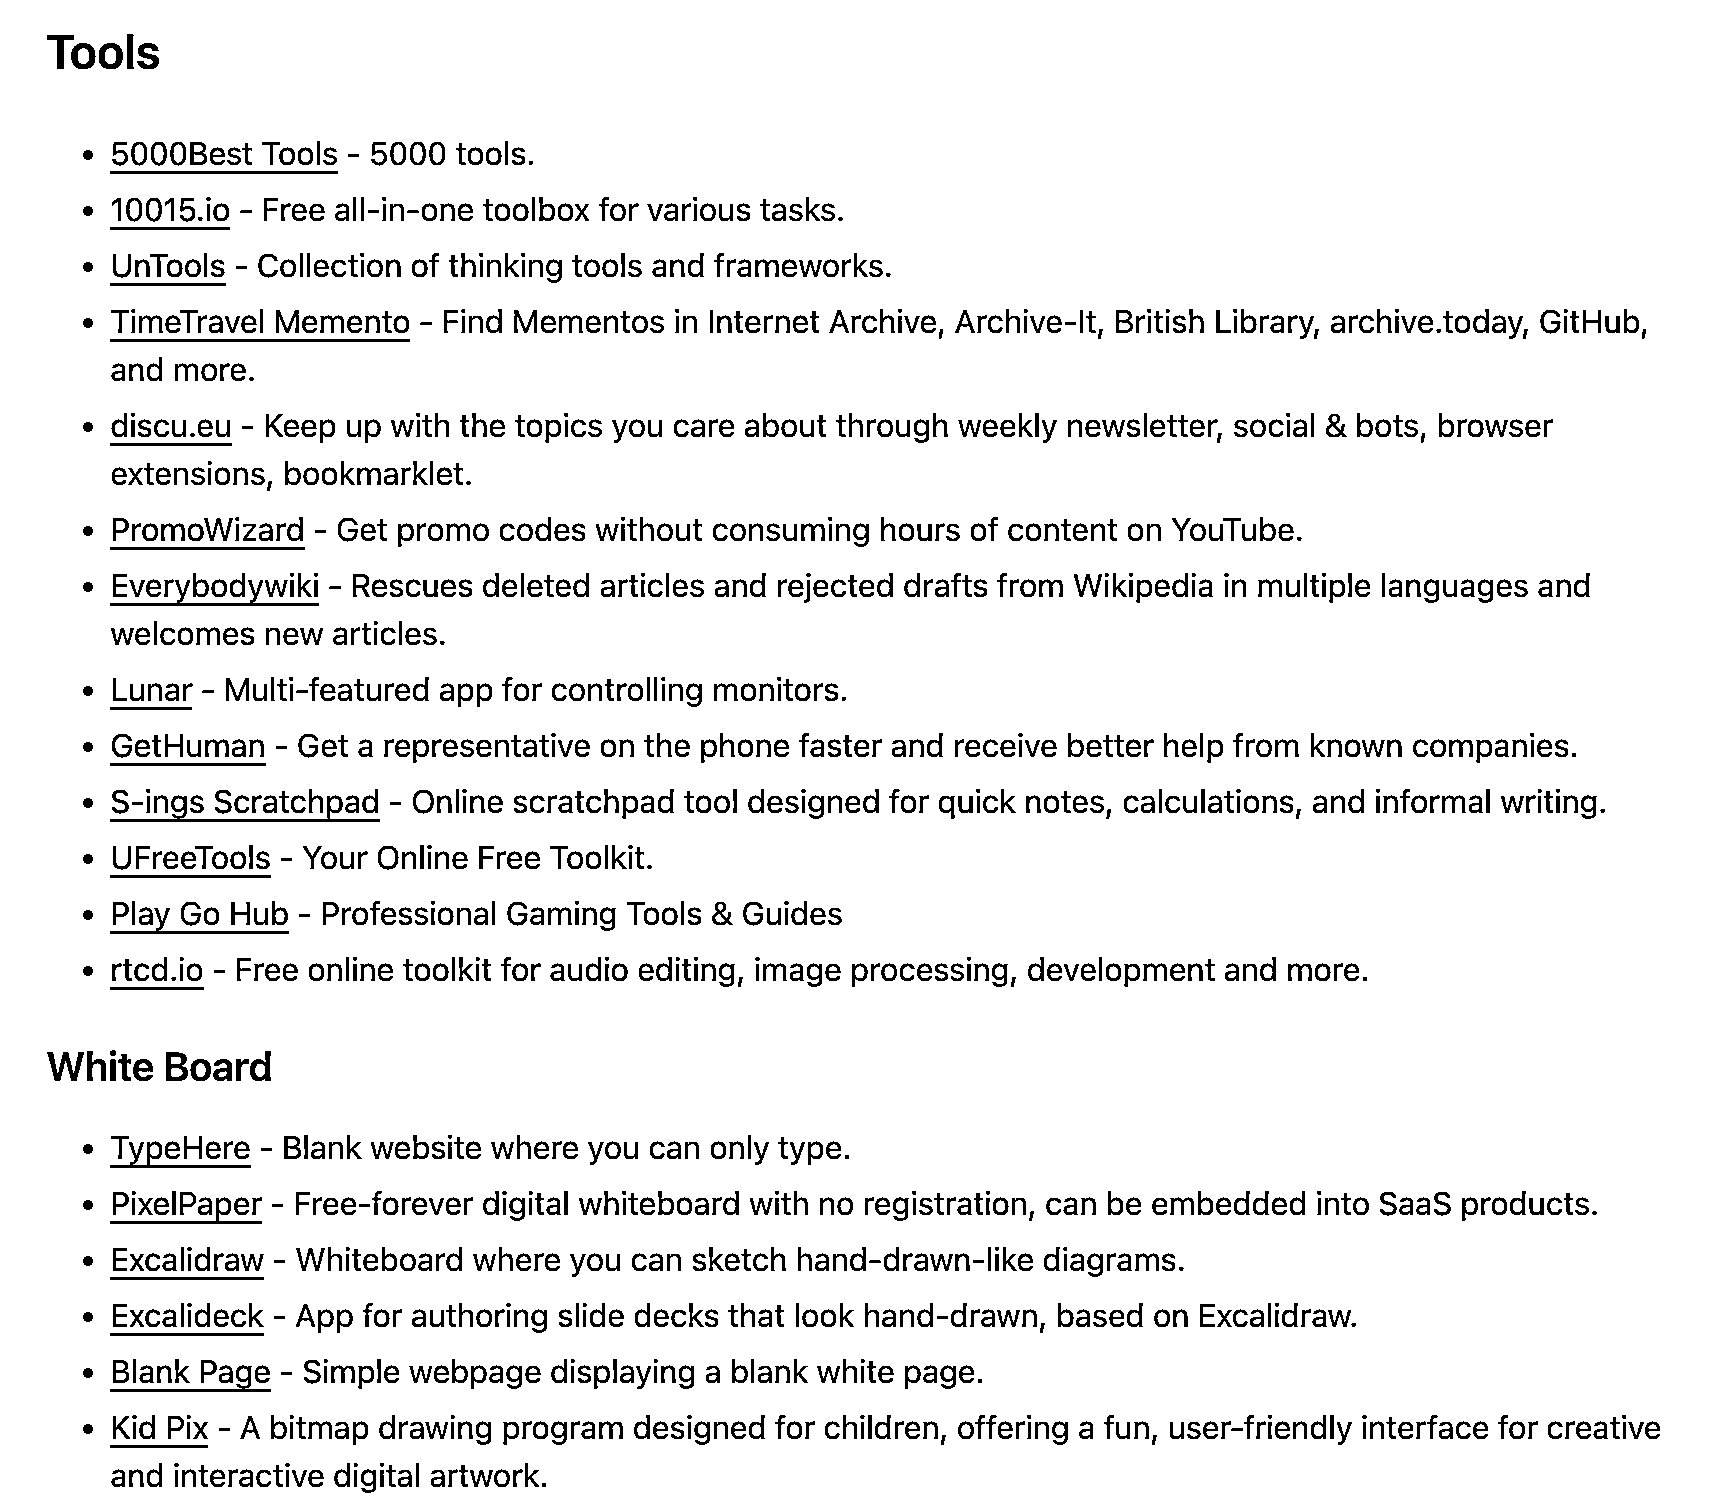 Tools
• 5000Best Tools - 5000 tools.
• 10015.io - Free all-in-one toolbox for various tasks.
• UnTools - Collection of thinking tools and frameworks.
• TimeTravel Memento - Find Mementos in Internet Archive, Archive-It, British Library, archive.today, GitHub,
and more.
• discu.eu - Keep up with the topics you care about through weekly newsletter, social & bots, browser
extensions, bookmarklet.
• PromoWizard - Get promo codes without consuming hours of content on YouTube.
• Everybodywiki - Rescues deleted articles and rejected drafts from Wikipedia in multiple languages and
welcomes new articles.
• Lunar - Multi-featured app for controlling monitors.
• GetHuman - Get a representative on the phone faster and receive better help from known companies.
• S-ings Scratchpad - Online scratchpad tool designed for quick notes, calculations, and informal writing.
• UFreeTools - Your Online Free Toolkit.
• Play Go Hub - Professional Gaming Tools & Guides
• rtcd.io - Free online toolkit for audio editing, image processing, development and more.
White Board
• TypeHere - Blank website where you can only type.
• PixelPaper - Free-forever digital whiteboard with no registration, can be embedded into SaaS products.
• Excalidraw - Whiteboard where you can sketch hand-drawn-like diagrams.
• Excalideck - App for authoring slide decks that look hand-drawn, based on Excalidraw.
• Blank Page - Simple webpage displaying a blank white page.
• Kid Pix - A bitmap drawing program designed for children, offering a fun, user-friendly interface for creative
and interactive digital artwork.